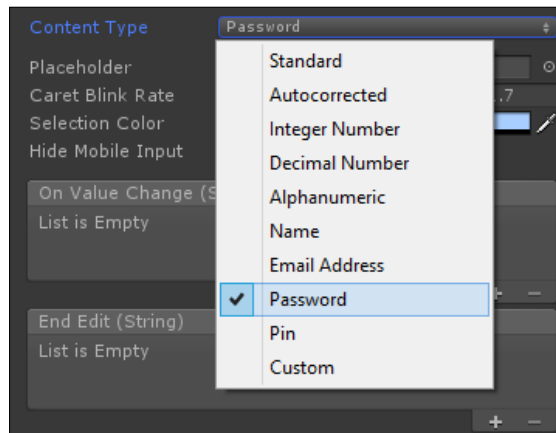 Content Type Password
Placeholder
Caret Blink Rate .7
Selection Color
Hide Mobile Input
Standard
Autocorrected
Integer Number
Decimal Number
Alphanumeric
Name
Email Address
Password
Pin
Custom
On Value Change (S
List is Empty
+ −
End Edit (String)
List is Empty
+ −